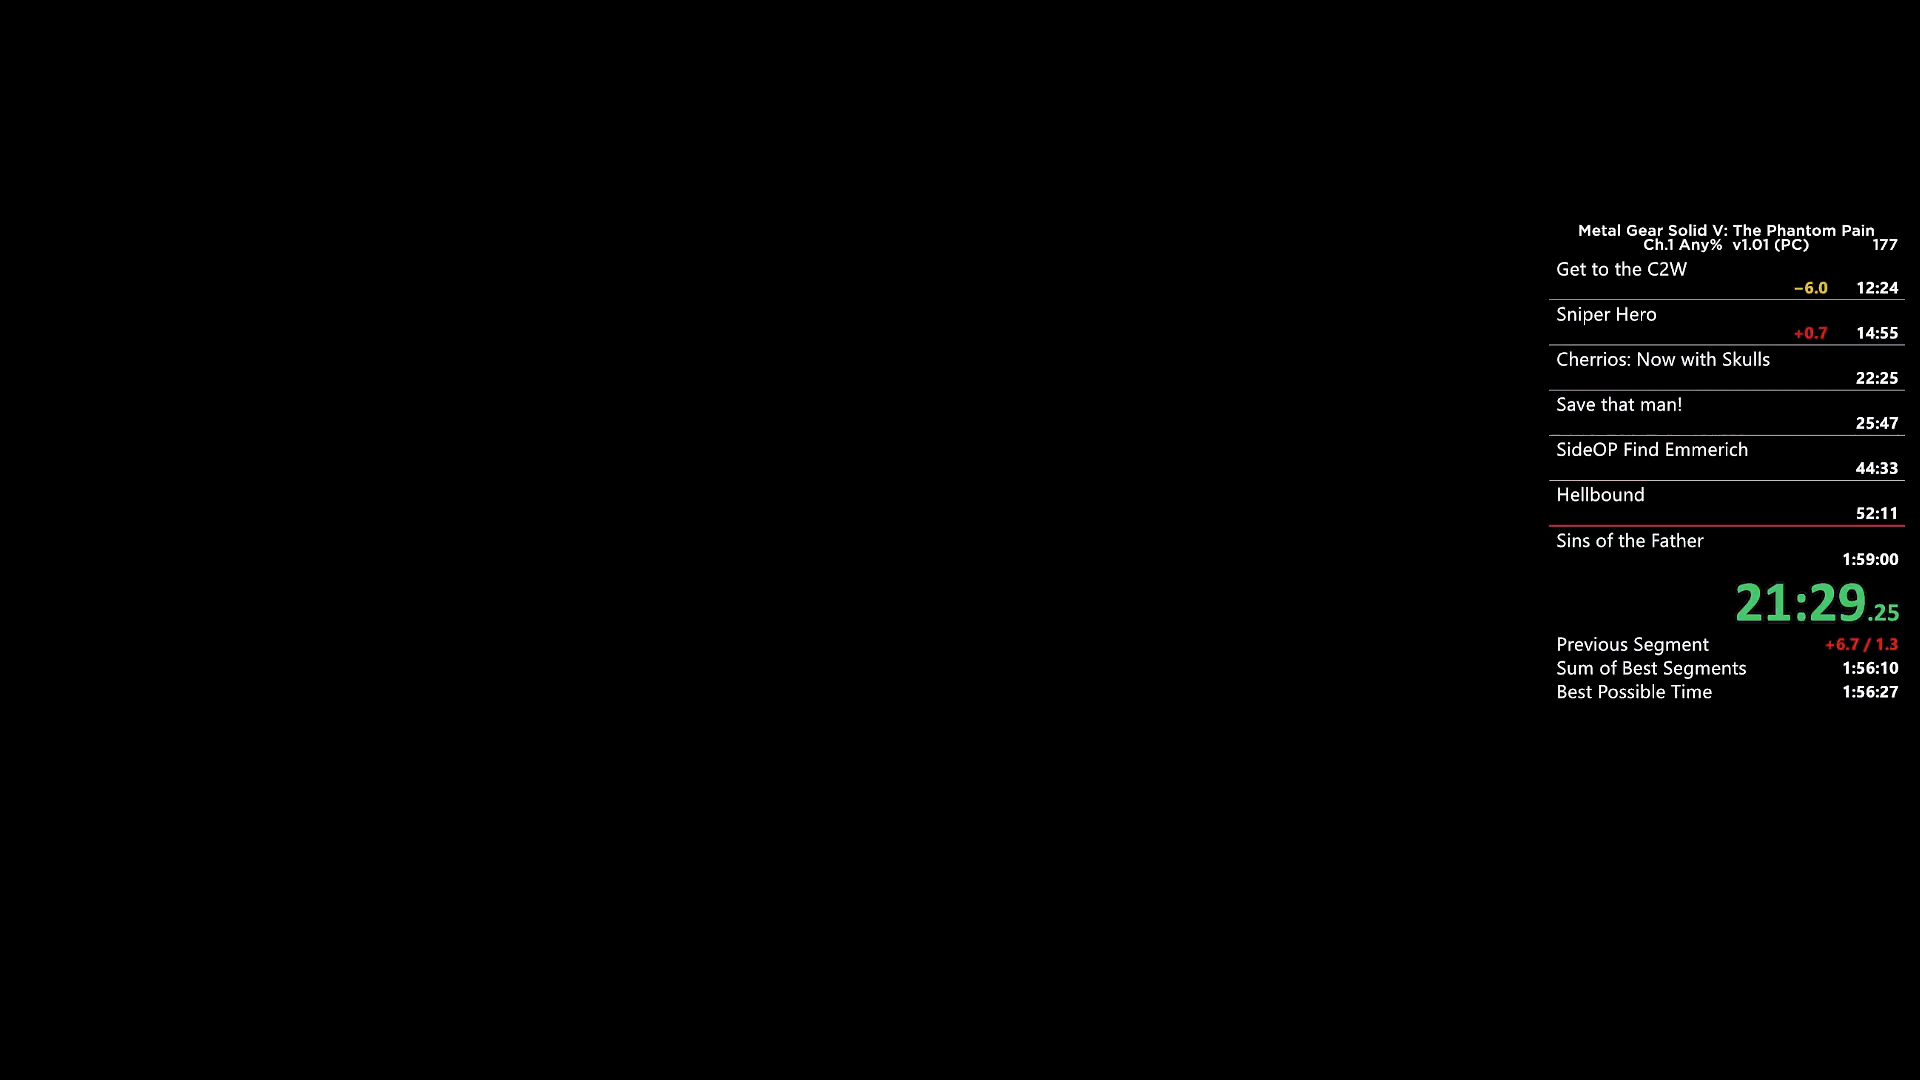 Metal Gear Solid V: The Phantom Pain
Ch.1 Any%  v1.01 (PC) 177
Get to the C2W
−6.0 12:24
Sniper Hero
+0.7 14:55
Cherrios: Now with Skulls
22:25
Save that man!
25:47
SideOP Find Emmerich
44:33
Hellbound
52:11
Sins of the Father
1:59:00
21:29.25
Previous Segment +6.7 / 1.3
Sum of Best Segments 1:56:10
Best Possible Time 1:56:27